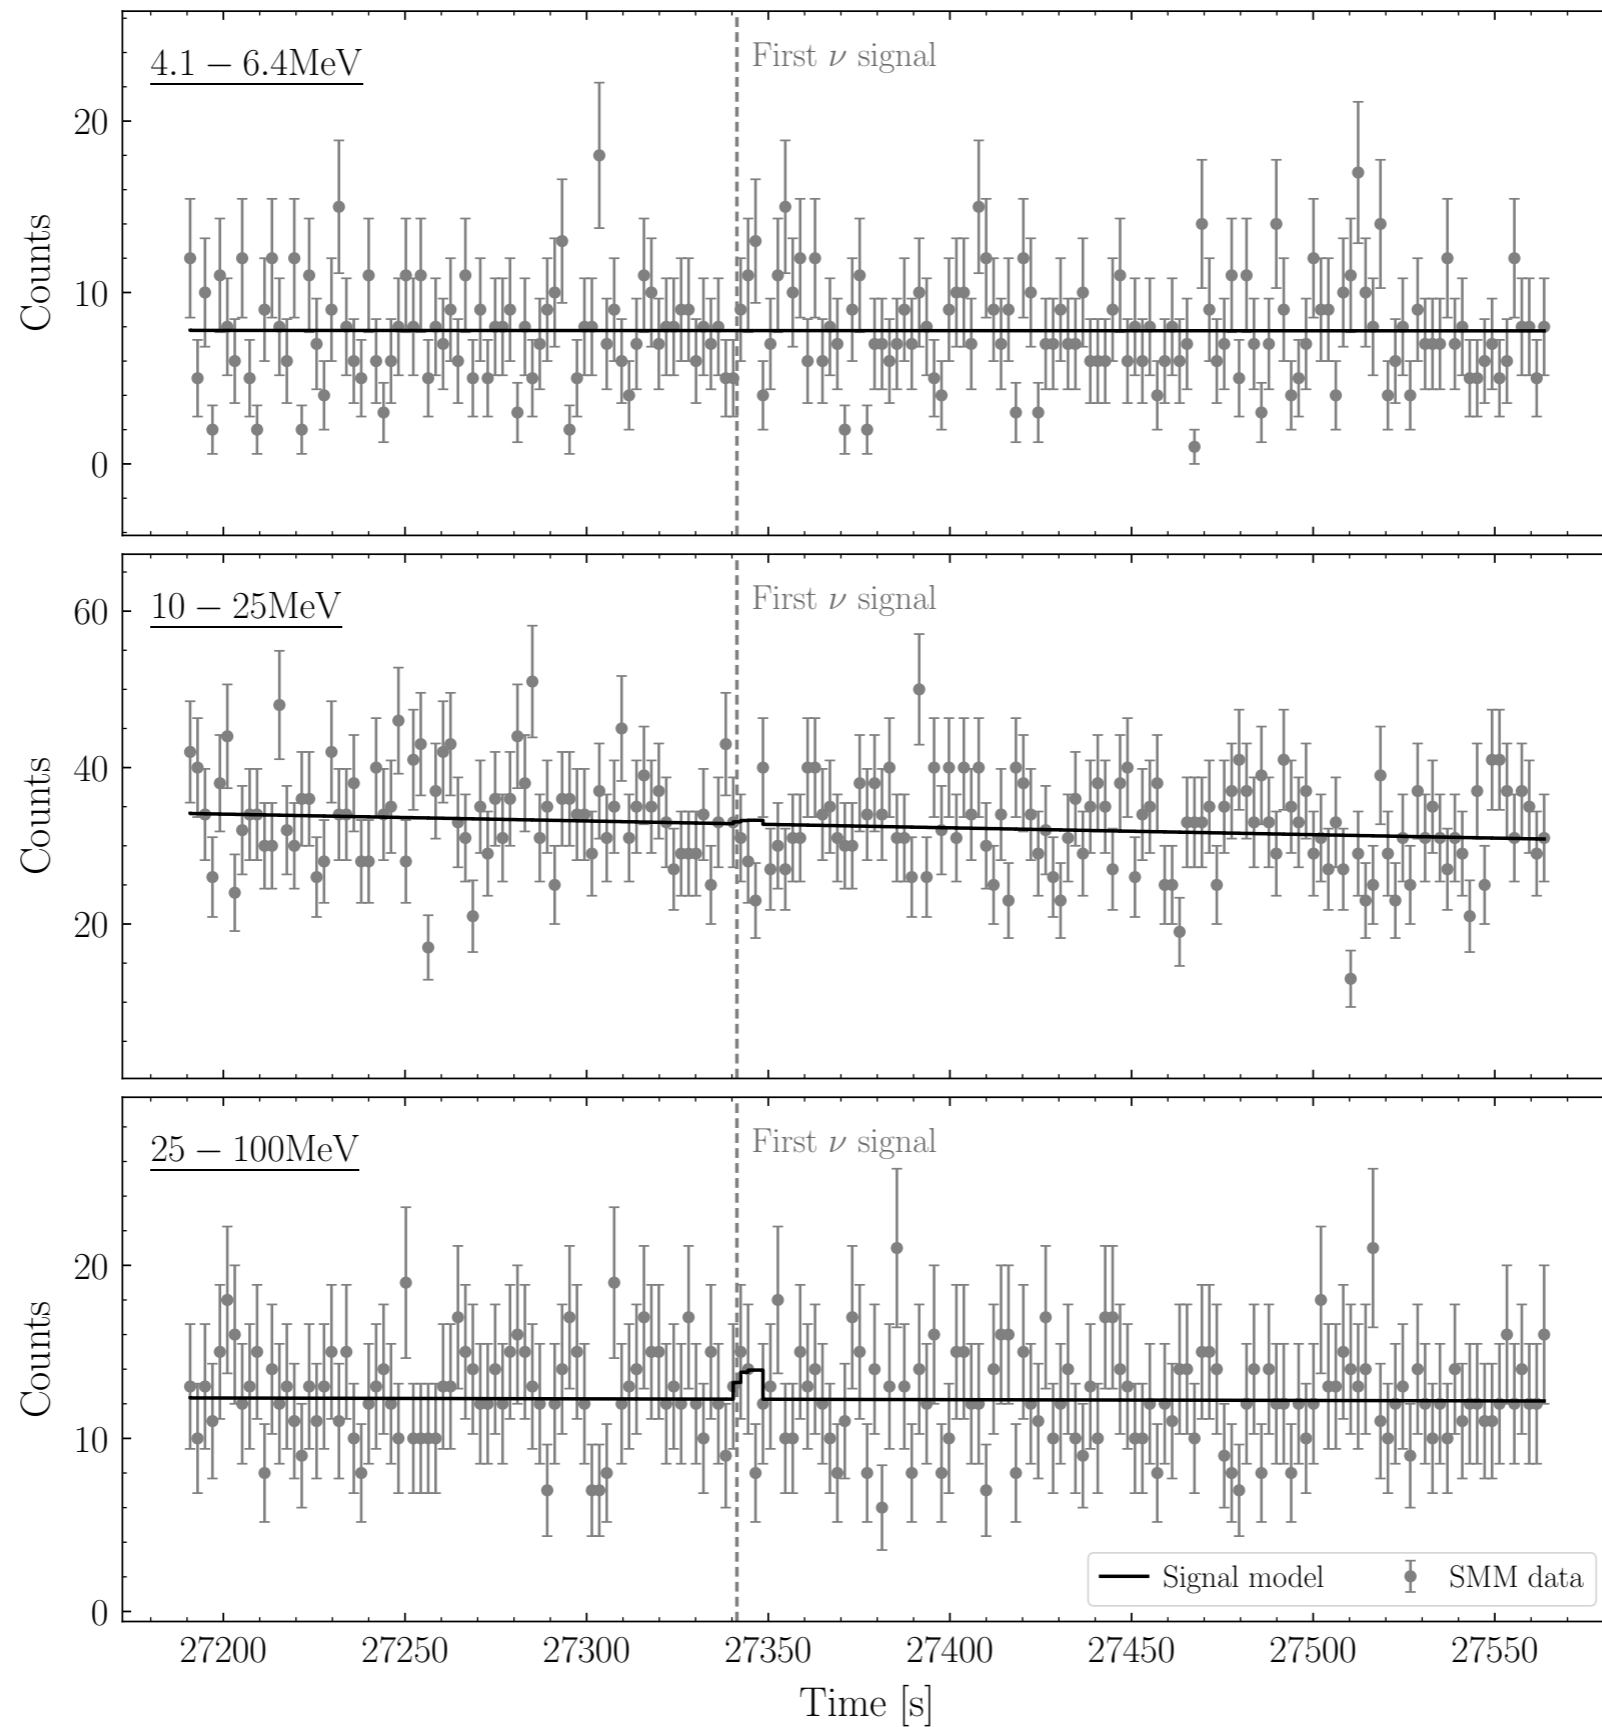 4.1 − 6.4MeV
First ν signal
20
10
0
Counts
10 − 25MeV
First ν signal
60
40
20
Counts
25 − 100MeV
First ν signal
20
10
0
Counts
Signal model
SMM data
27200 27250 27300 27350 27400 27450 27500 27550
Time [s]